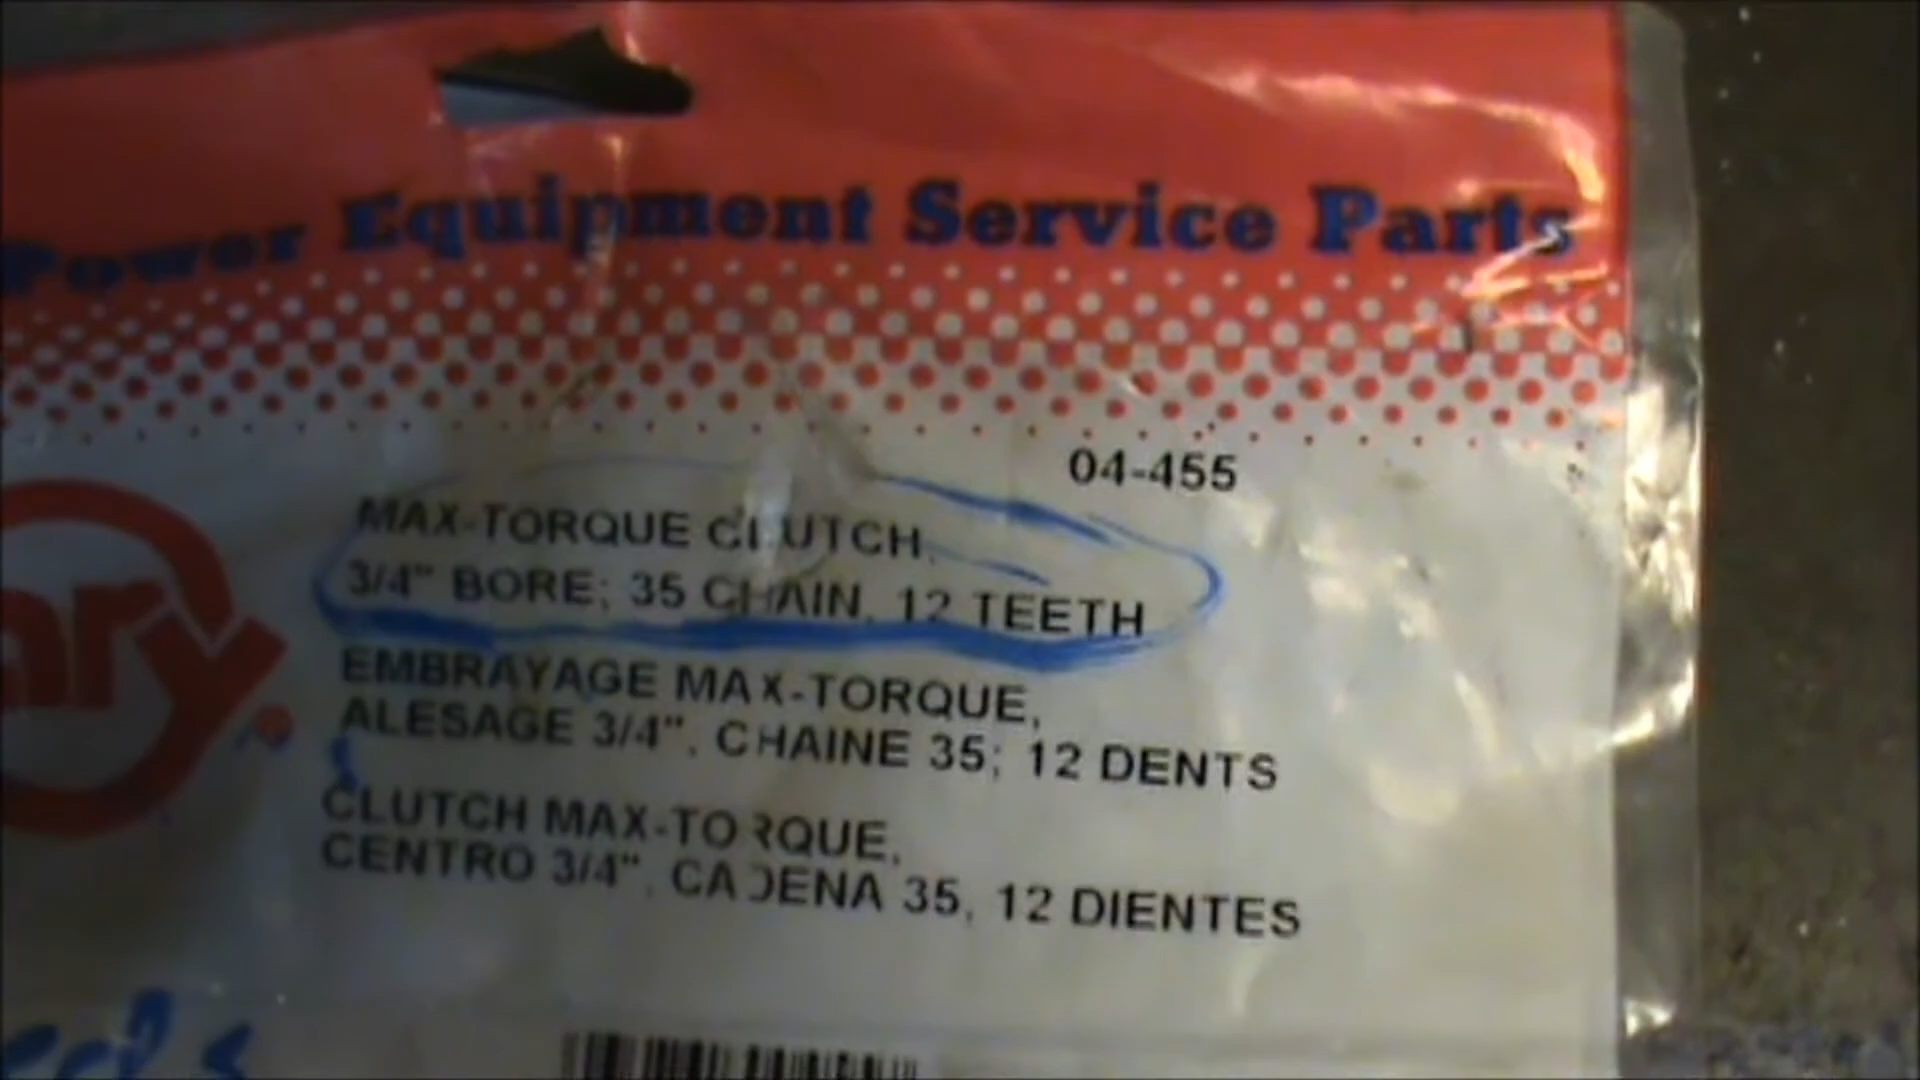 Power Equipment Service Parts
04-455
MAX-TORQUE CLUTCH,
3/4" BORE; 35 CHAIN, 12 TEETH
ary
EMBRAYAGE MAX-TORQUE,
ALESAGE 3/4", CHAINE 35; 12 DENTS
CLUTCH MAX-TORQUE,
CENTRO 3/4", CADENA 35, 12 DIENTES